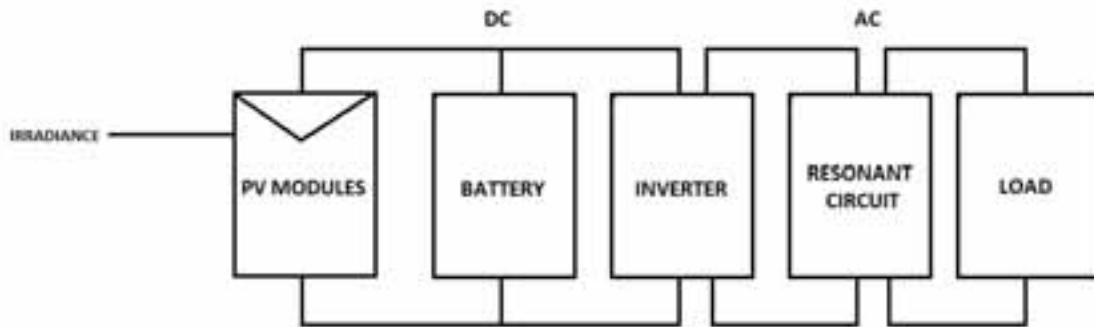 DC
AC
IRRADIANCE
PV MODULES
BATTERY
INVERTER
RESONANT
CIRCUIT
LOAD